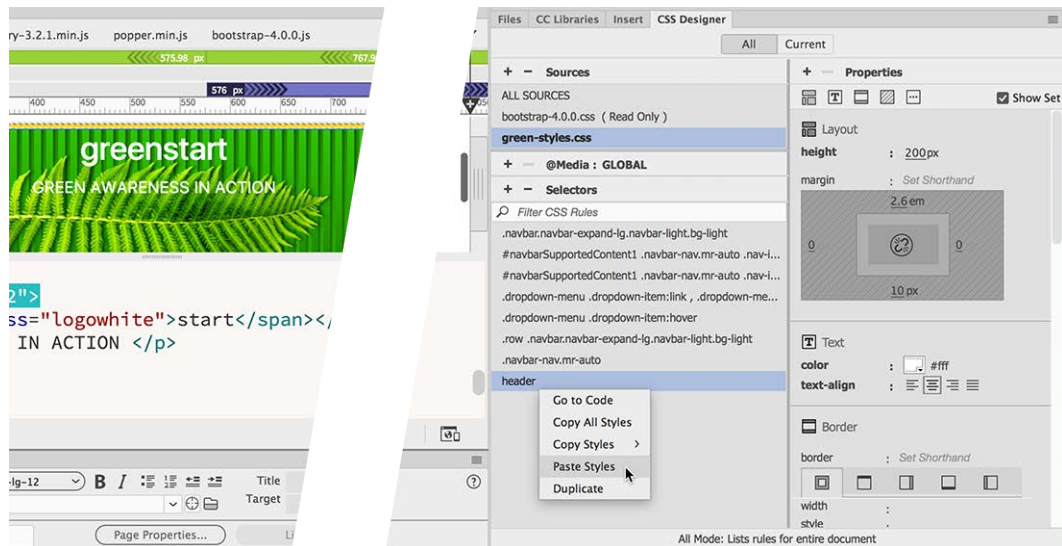 ry-3.2.1.min.js popper.min.js bootstrap-4.0.0.js
575.98 px
576 px
400 450 500 550 600 650 700
greenstart
GREEN AWARENESS IN ACTION
2">
ss="logowhite">start</span></
IN ACTION </p>
-lg-12 B I Title
Target
Page Properties...
Files CC Libraries Insert CSS Designer
All Current
+ - Sources
ALL SOURCES
bootstrap-4.0.0.css ( Read Only )
green-styles.css
+ - @Media : GLOBAL
+ - Selectors
Filter CSS Rules
.navbar.navbar-expand-lg.navbar-light.bg-light
#navbarSupportedContent1 .navbar-nav.mr-auto .nav-i...
#navbarSupportedContent1 .navbar-nav.mr-auto .nav-i...
.dropdown-menu .dropdown-item:link , .dropdown-me...
.dropdown-menu .dropdown-item:hover
.row .navbar.navbar-expand-lg.navbar-light.bg-light
.navbar-nav.mr-auto
header
Go to Code
Copy All Styles
Copy Styles >
Paste Styles
Duplicate
+ - Properties
Show Set
Layout
height : 200px
margin : Set Shorthand
2.6 em
0 0
10 px
T Text
color : #fff
text-align :
Border
border : Set Shorthand
width :
style :
All Mode: Lists rules for entire document